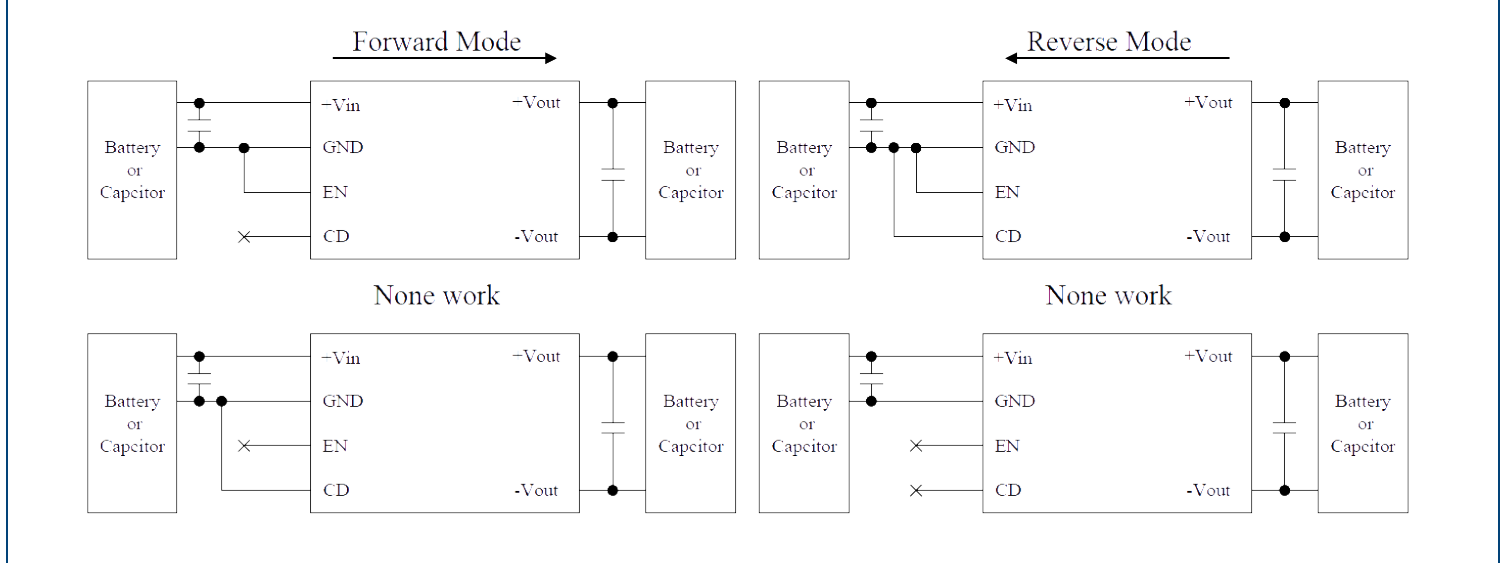 Forward Mode
+Vin
GND
EN
CD
+Vout
-Vout
Battery
or
Capcitor
Battery
or
Capcitor
Reverse Mode
Battery
or
Capcitor
+Vin
GND
EN
CD
+Vout
-Vout
Battery
or
Capcitor
None work
Battery
or
Capcitor
+Vin
GND
EN
CD
+Vout
-Vout
Battery
or
Capcitor
None work
Battery
or
Capcitor
+Vin
GND
EN
CD
+Vout
-Vout
Battery
or
Capcitor